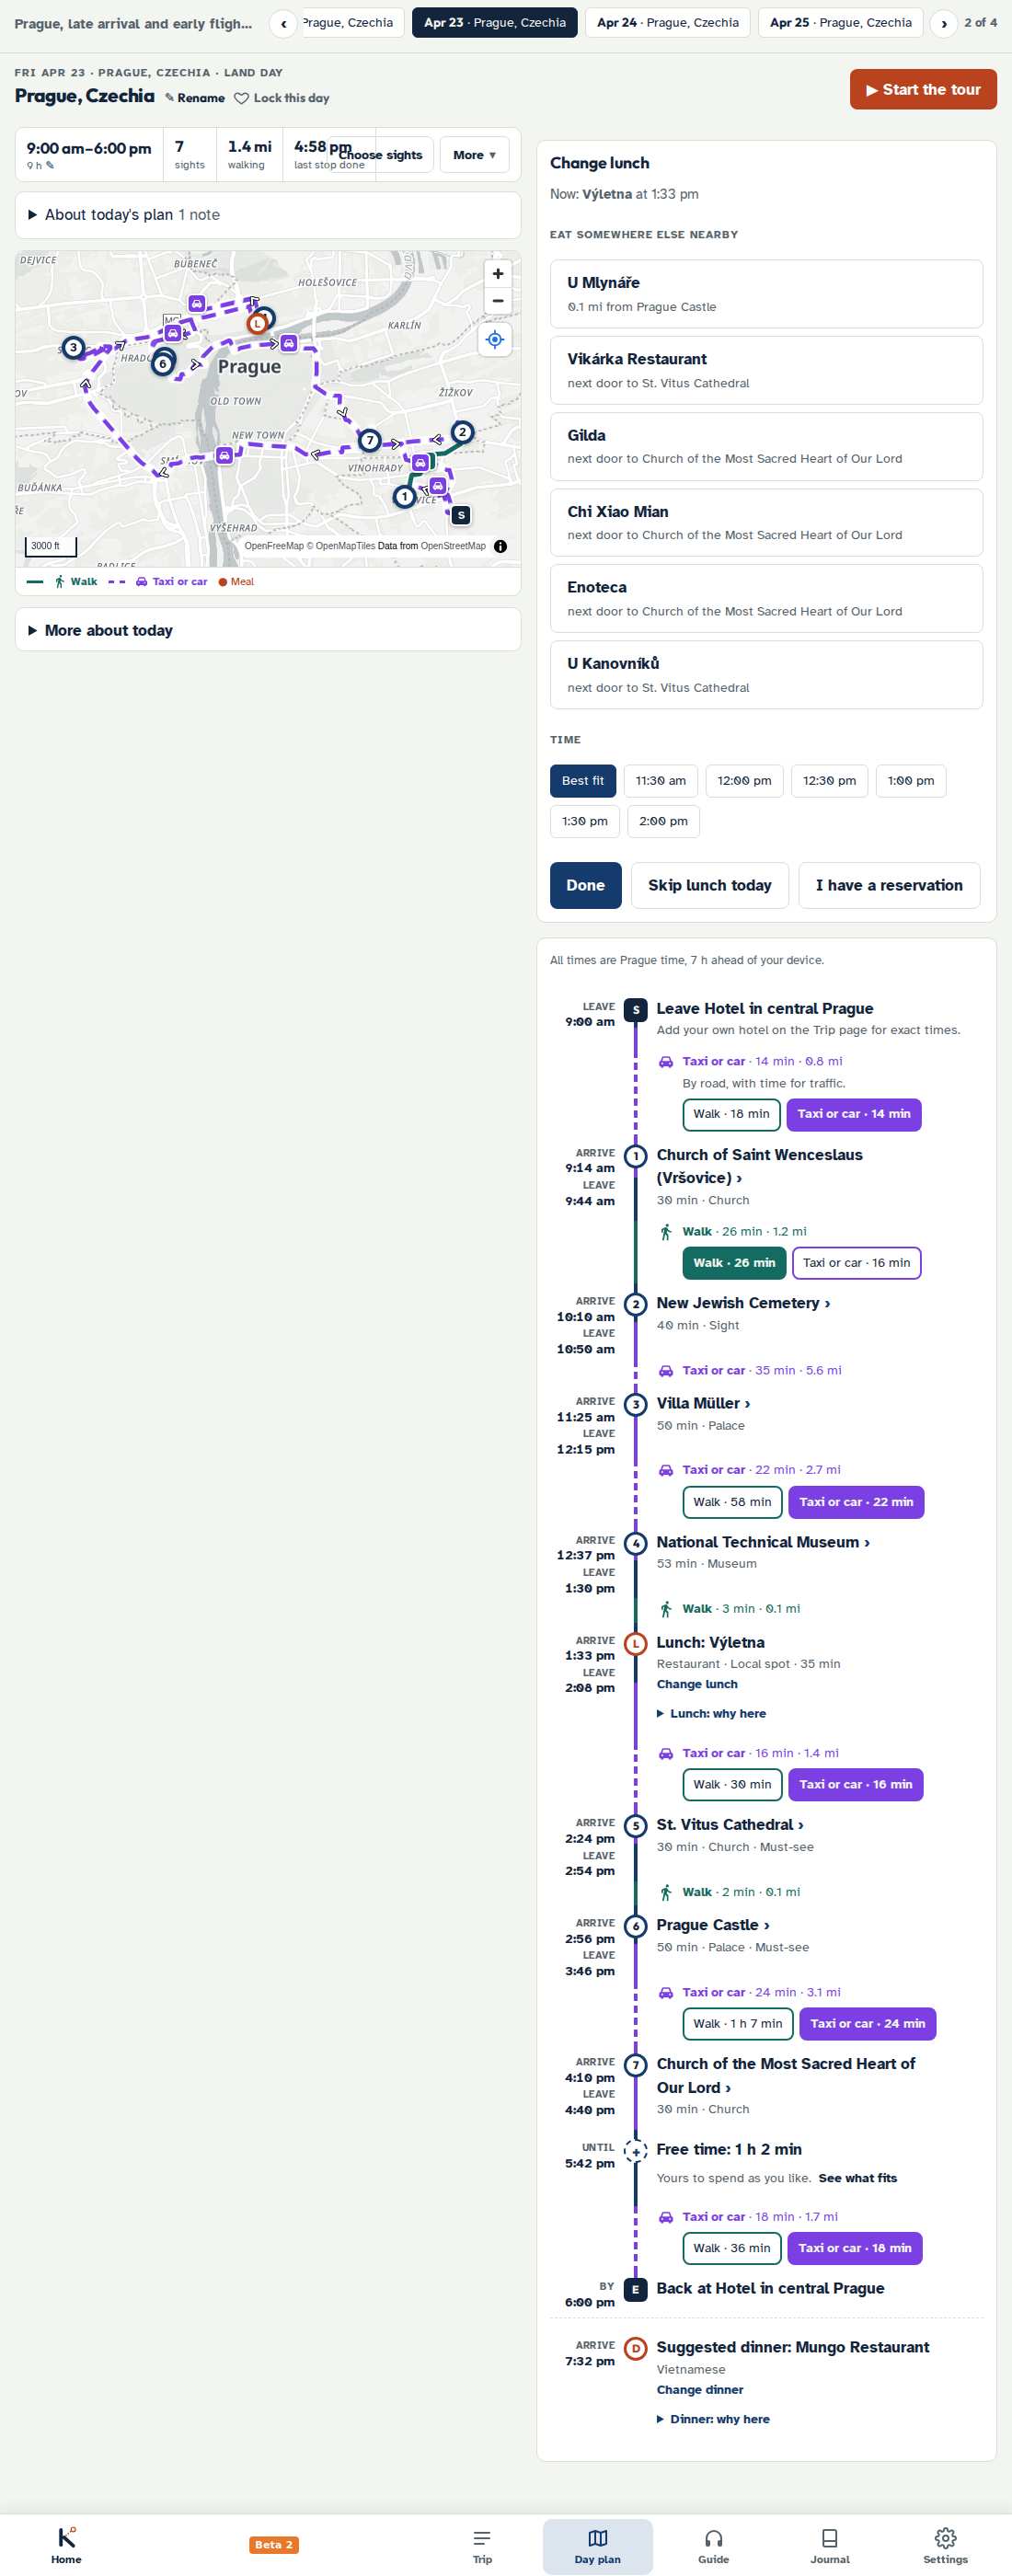 Prague, late arrival and early fligh...
‹
Prague, Czechia
Apr 23 · Prague, Czechia
Apr 24 · Prague, Czechia
Apr 25 · Prague, Czechia
›
2 of 4
FRI APR 23 · PRAGUE, CZECHIA · LAND DAY
Prague, Czechia
✎ Rename
Lock this day
▶ Start the tour
9:00 am–6:00 pm
9 h ✎
7
sights
1.4 mi
walking
4:58 pm
last stop done
Choose sights
More ▼
▶ About today's plan 1 note
DEJVICE
BUBENEČ
HOLEŠOVICE
KARLÍN
HRADČ
Prague
OLD TOWN
ŽIŽKOV
NEW TOWN
VINOHRADY
BUĎÁNKA
VYŠEHRAD
3
6
L
7
2
1
S
+
−
3000 ft
OpenFreeMap © OpenMapTiles Data from OpenStreetMap
Walk
Taxi or car
Meal
▶ More about today
Change lunch
Now: Výletna at 1:33 pm
EAT SOMEWHERE ELSE NEARBY
U Mlynáře
0.1 mi from Prague Castle
Vikárka Restaurant
next door to St. Vitus Cathedral
Gilda
next door to Church of the Most Sacred Heart of Our Lord
Chi Xiao Mian
next door to Church of the Most Sacred Heart of Our Lord
Enoteca
next door to Church of the Most Sacred Heart of Our Lord
U Kanovníků
next door to St. Vitus Cathedral
TIME
Best fit
11:30 am
12:00 pm
12:30 pm
1:00 pm
1:30 pm
2:00 pm
Done
Skip lunch today
I have a reservation
All times are Prague time, 7 h ahead of your device.
LEAVE
9:00 am
S
Leave Hotel in central Prague
Add your own hotel on the Trip page for exact times.
Taxi or car · 14 min · 0.8 mi
By road, with time for traffic.
Walk · 18 min
Taxi or car · 14 min
ARRIVE
9:14 am
LEAVE
9:44 am
1
Church of Saint Wenceslaus
(Vršovice) ›
30 min · Church
Walk · 26 min · 1.2 mi
Walk · 26 min
Taxi or car · 16 min
ARRIVE
10:10 am
LEAVE
10:50 am
2
New Jewish Cemetery ›
40 min · Sight
Taxi or car · 35 min · 5.6 mi
ARRIVE
11:25 am
LEAVE
12:15 pm
3
Villa Müller ›
50 min · Palace
Taxi or car · 22 min · 2.7 mi
Walk · 58 min
Taxi or car · 22 min
ARRIVE
12:37 pm
LEAVE
1:30 pm
4
National Technical Museum ›
53 min · Museum
Walk · 3 min · 0.1 mi
ARRIVE
1:33 pm
LEAVE
2:08 pm
L
Lunch: Výletna
Restaurant · Local spot · 35 min
Change lunch
▶ Lunch: why here
Taxi or car · 16 min · 1.4 mi
Walk · 30 min
Taxi or car · 16 min
ARRIVE
2:24 pm
LEAVE
2:54 pm
5
St. Vitus Cathedral ›
30 min · Church · Must-see
Walk · 2 min · 0.1 mi
ARRIVE
2:56 pm
LEAVE
3:46 pm
6
Prague Castle ›
50 min · Palace · Must-see
Taxi or car · 24 min · 3.1 mi
Walk · 1 h 7 min
Taxi or car · 24 min
ARRIVE
4:10 pm
LEAVE
4:40 pm
7
Church of the Most Sacred Heart of
Our Lord ›
30 min · Church
UNTIL
5:42 pm
+
Free time: 1 h 2 min
Yours to spend as you like. See what fits
Taxi or car · 18 min · 1.7 mi
Walk · 36 min
Taxi or car · 18 min
BY
6:00 pm
E
Back at Hotel in central Prague
ARRIVE
7:32 pm
D
Suggested dinner: Mungo Restaurant
Vietnamese
Change dinner
▶ Dinner: why here
Home
Beta 2
Trip
Day plan
Guide
Journal
Settings